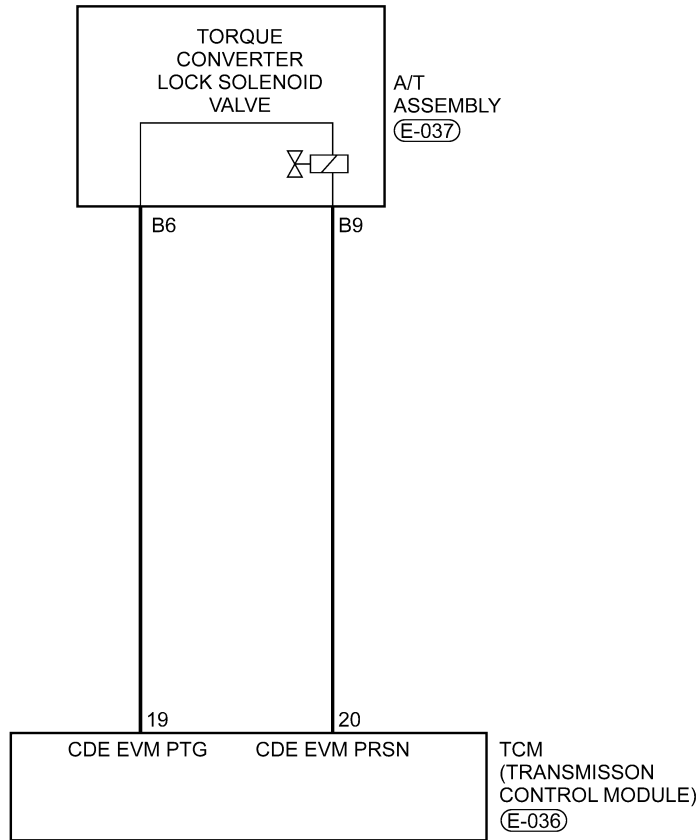 TORQUE
CONVERTER
LOCK SOLENOID
VALVE
A/T
ASSEMBLY
E-037
B6
B9
19
20
CDE EVM PTG
CDE EVM PRSN
TCM
(TRANSMISSON
CONTROL MODULE)
E-036